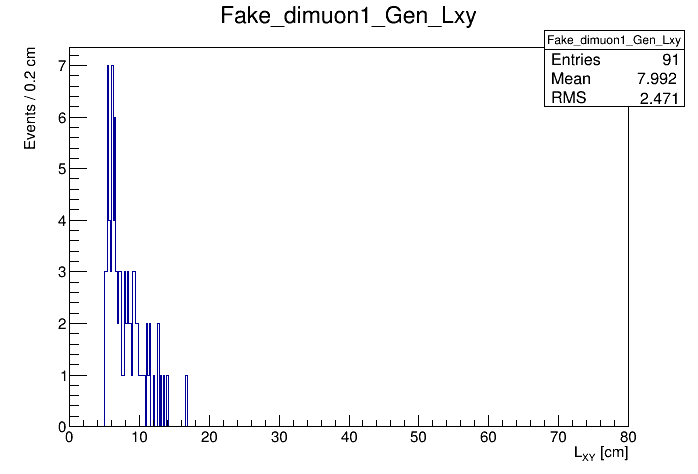 Fake_dimuon1_Gen_Lxy
Fake_dimuon1_Gen_Lxy
Entries 91
Mean 7.992
RMS 2.471
Events / 0.2 cm
7
6
5
4
3
2
1
0
0 10 20 30 40 50 60 70 80
L_XY [cm]